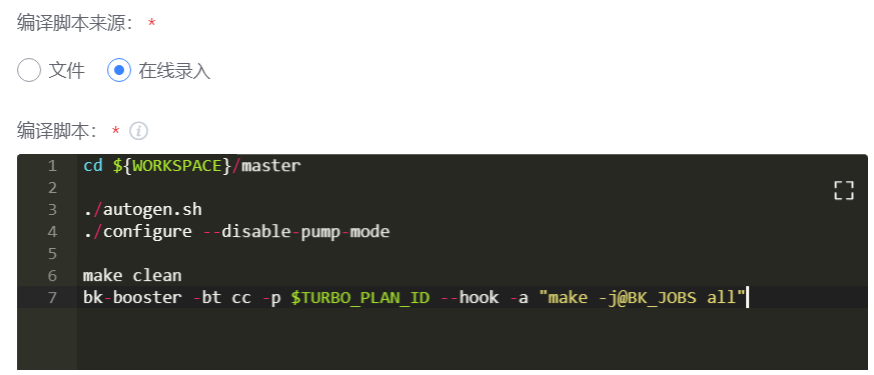 编译脚本来源： *
文件 在线录入
编译脚本： * i
1 cd ${WORKSPACE}/master
2
3 ./autogen.sh
4 ./configure --disable-pump-mode
5
6 make clean
7 bk-booster -bt cc -p $TURBO_PLAN_ID --hook -a "make -j@BK_JOBS all"